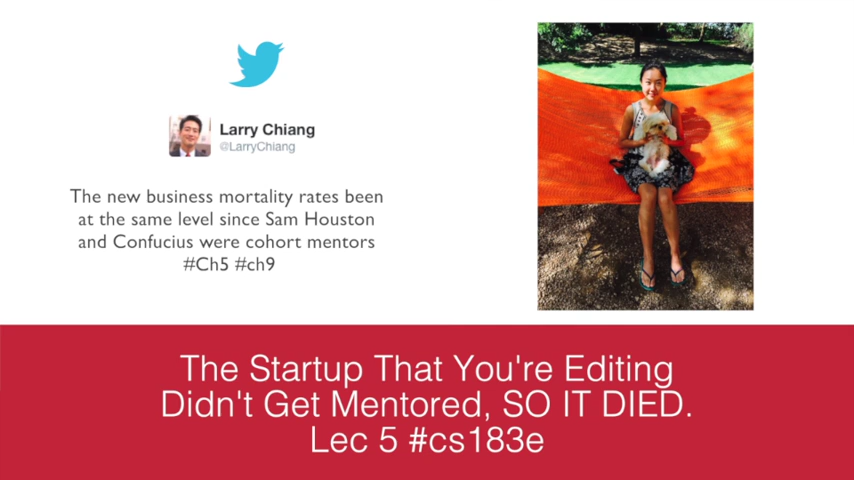 Larry Chiang
@LarryChiang
The new business mortality rates been
at the same level since Sam Houston
and Confucius were cohort mentors
#Ch5 #ch9
The Startup That You're Editing
Didn't Get Mentored, SO IT DIED.
Lec 5 #cs183e